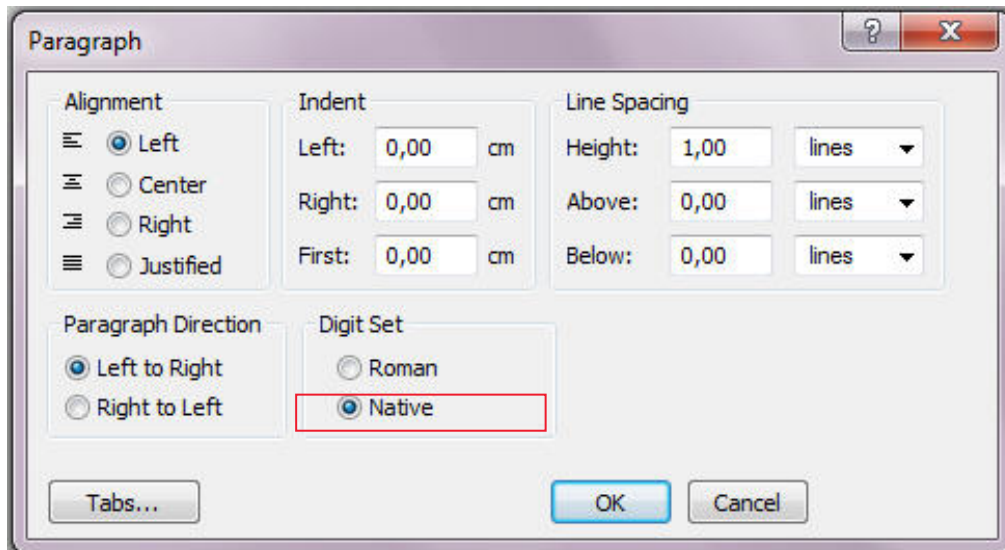 Paragraph
Alignment
Left
Center
Right
Justified
Indent
Left: 0,00 cm
Right: 0,00 cm
First: 0,00 cm
Line Spacing
Height: 1,00 lines
Above: 0,00 lines
Below: 0,00 lines
Paragraph Direction
Left to Right
Right to Left
Digit Set
Roman
Native
Tabs...
OK
Cancel